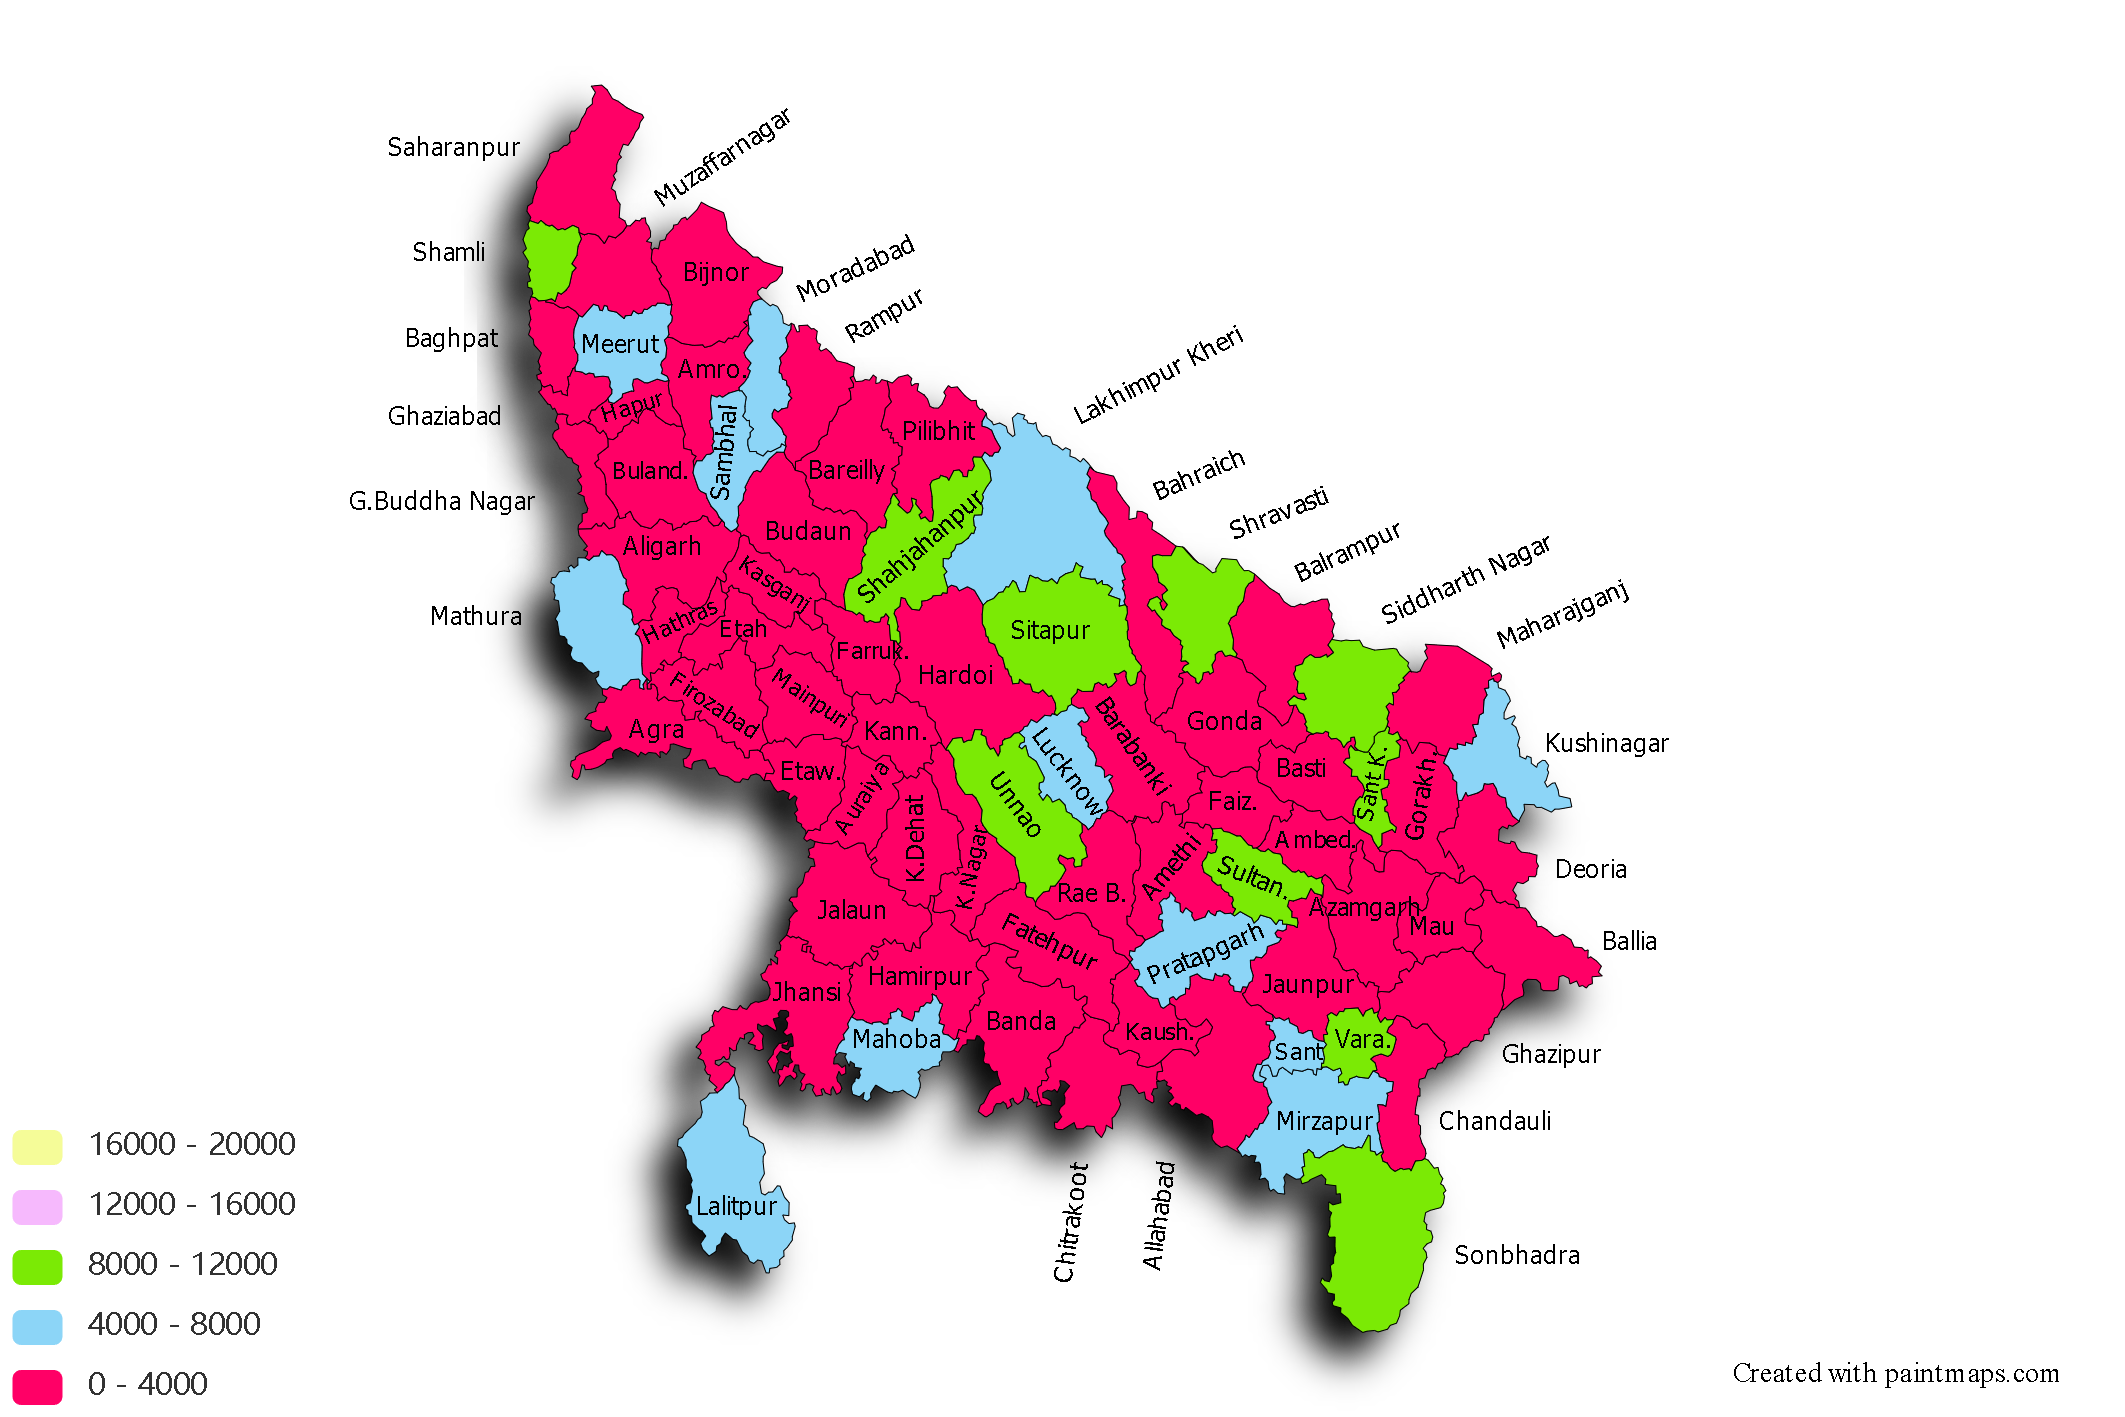 Saharanpur
Muzaffarnagar
Shamli
Bijnor
Moradabad
Rampur
Baghpat
Meerut
Amro.
Lakhimpur Kheri
Ghaziabad
Hapur
Sambhal
Pilibhit
Buland.
Bareilly
Bahraich
G.Buddha Nagar
Shravasti
Budaun
Shahjahanpur
Aligarh
Balrampur
Siddharth Nagar
Kasganj
Maharajganj
Mathura
Hathras
Etah
Sitapur
Farruk.
Hardoi
Firozabad
Mainpuri
Agra
Kann.
Gonda
Barabanki
Kushinagar
Lucknow
Etaw.
Auraiya
Unnao
Basti
Sant K.
Gorakh.
Faiz.
K.Dehat
K.Nagar
Ambed.
Amethi
Sultan.
Deoria
Rae B.
Jalaun
Azamgarh
Mau
Ballia
Fatehpur
Pratapgarh
Hamirpur
Jaunpur
Jhansi
Banda
Kaush.
Mahoba
Sant
Vara.
Ghazipur
Mirzapur
Chandauli
Lalitpur
Chitrakoot
Allahabad
Sonbhadra
16000 - 20000
12000 - 16000
8000 - 12000
4000 - 8000
0 - 4000
Created with paintmaps.com